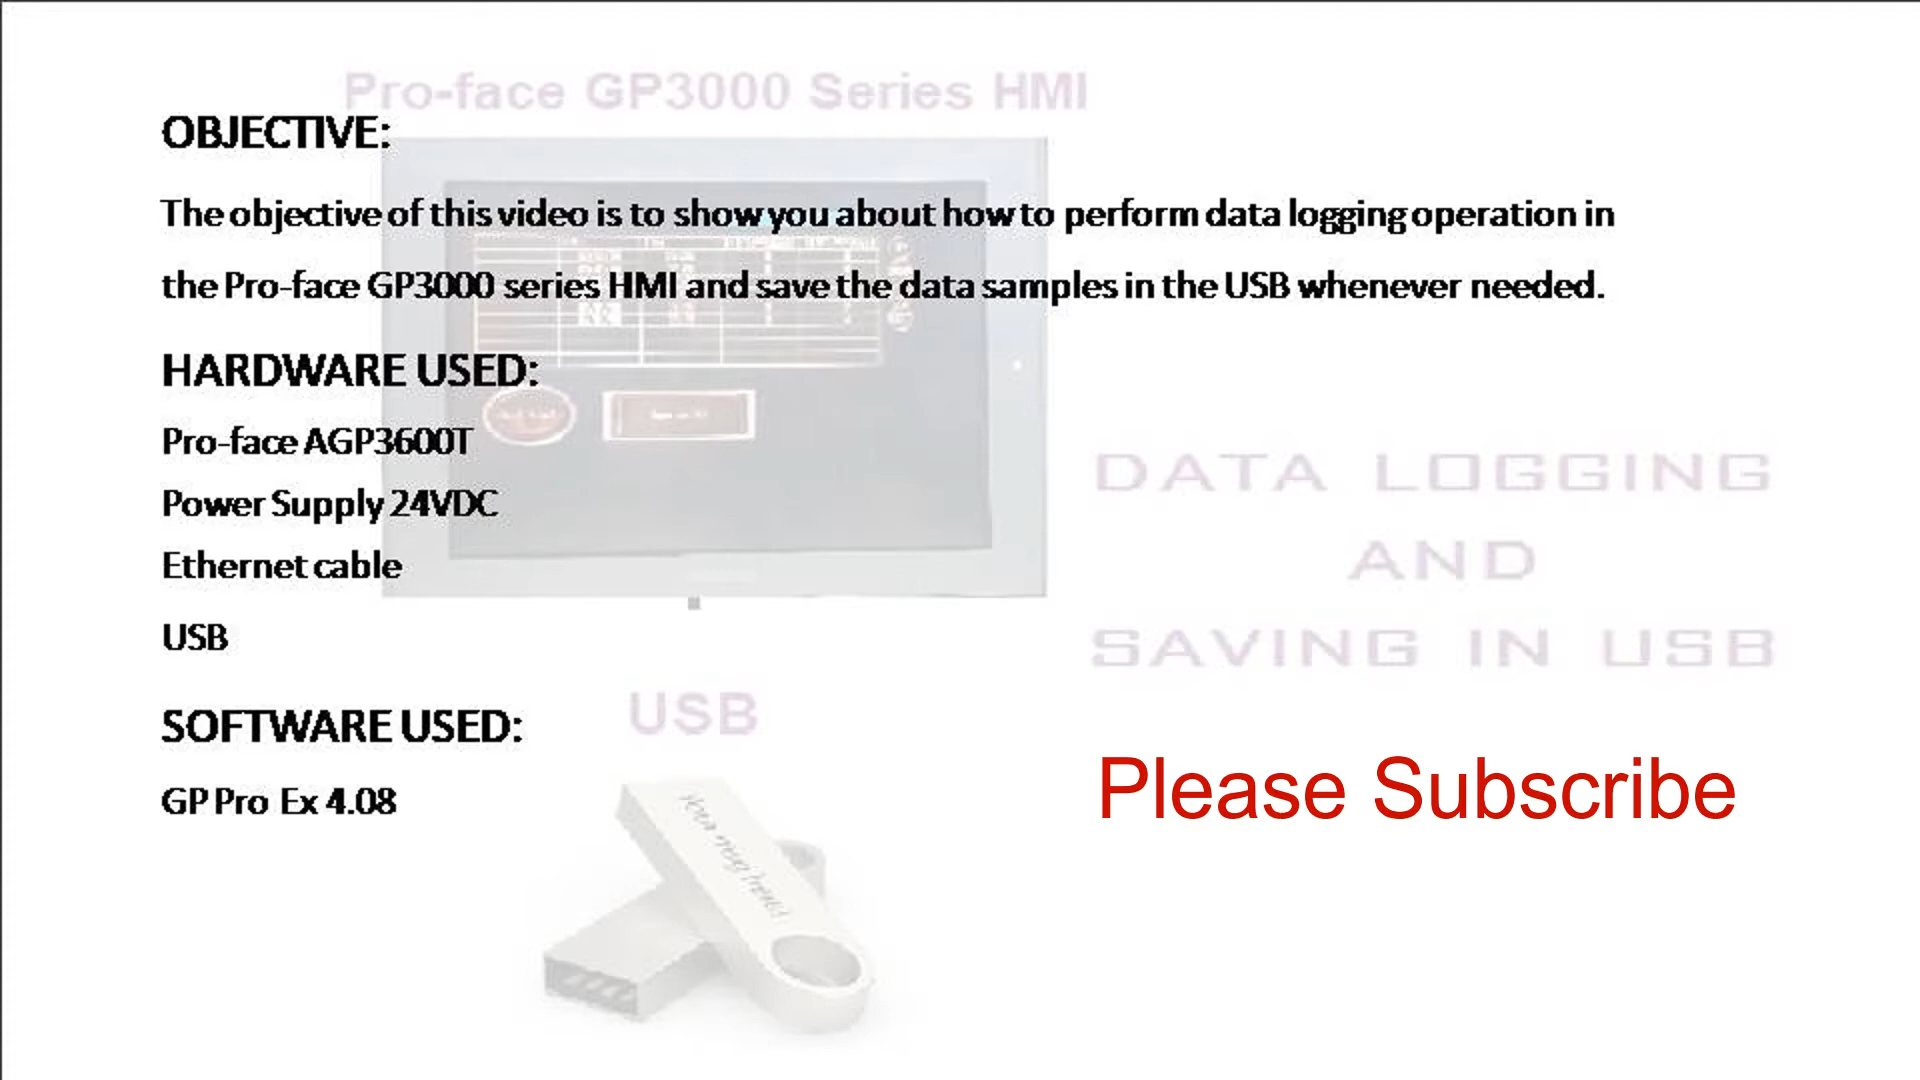 Pro-face GP3000 Series HMI
OBJECTIVE:
The objective of this video is to show you about how to perform data logging operation in
the Pro-face GP3000 series HMI and save the data samples in the USB whenever needed.
HARDWARE USED:
Pro-face AGP3600T
Power Supply 24VDC
Ethernet cable
USB
SOFTWARE USED:
GP Pro Ex 4.08
DATA LOGGING
AND
SAVING IN USB
USB
Please Subscribe